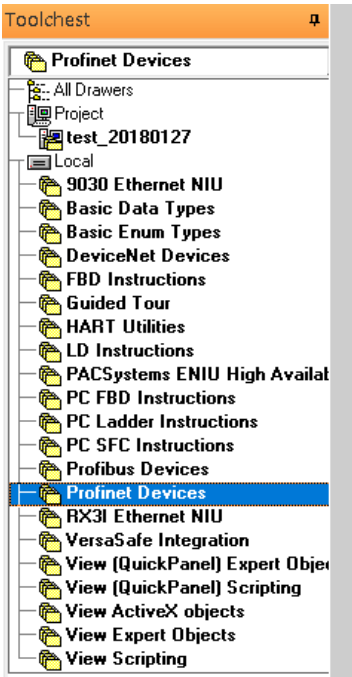 Toolchest
Profinet Devices
All Drawers
Project
test_20180127
Local
9030 Ethernet NIU
Basic Data Types
Basic Enum Types
DeviceNet Devices
FBD Instructions
Guided Tour
HART Utilities
LD Instructions
PACSystems ENIU High Availab
PC FBD Instructions
PC Ladder Instructions
PC SFC Instructions
Profibus Devices
Profinet Devices
RX3I Ethernet NIU
VersaSafe Integration
View (QuickPanel) Expert Objec
View (QuickPanel) Scripting
View ActiveX objects
View Expert Objects
View Scripting